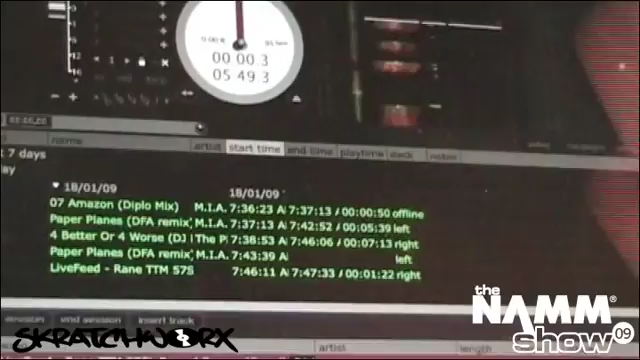 00 00.3
05 49.3
name artist start time end time playtime deck notes
7 days
18/01/09 18/01/09
07 Amazon (Diplo Mix) M.I.A. 7:36:23 A 7:37:13 A 00:00:50 offline
Paper Planes (DFA remix) M.I.A. 7:37:13 A 7:42:52 A 00:05:39 left
4 Better Or 4 Worse (DJ The P 7:38:53 A 7:46:06 A 00:07:13 right
Paper Planes (DFA remix) M.I.A. 7:43:39 A left
LiveFeed - Rane TTM 57S 7:46:11 A 7:47:33 A 00:01:22 right
end session insert track
artist length
SKRATCHWORX
the
NAMM®
show 09